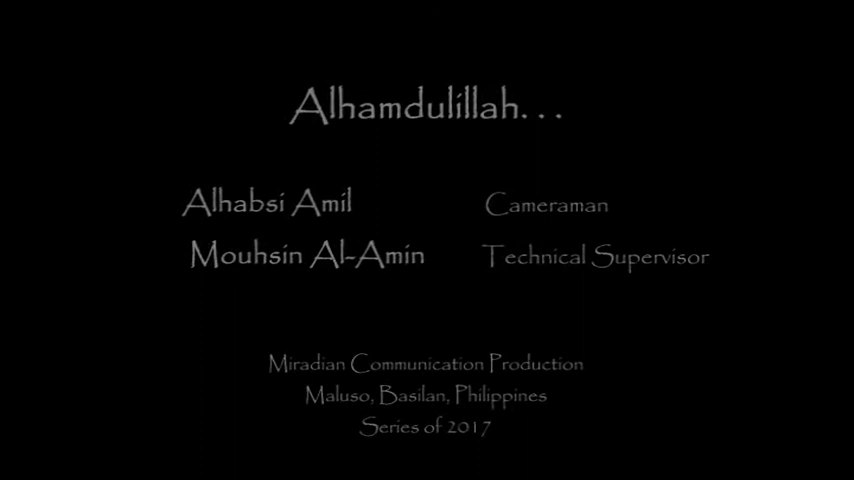 Alhamdulillah. . .
Alhabsi Amil Cameraman
Mouhsin Al-Amin Technical Supervisor
Miradian Communication Production
Maluso, Basilan, Philippines
Series of 2017